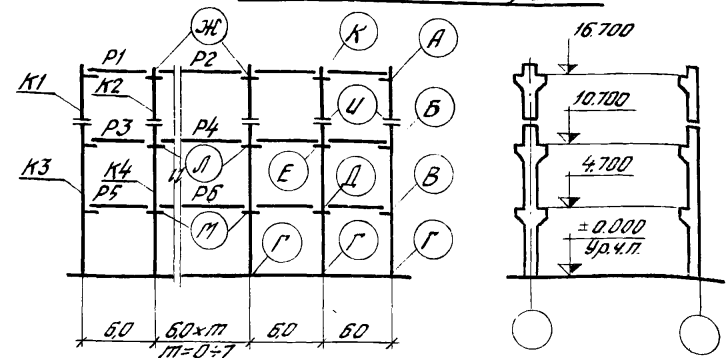 Ж
К
А
16.700
Р1
Р2
К1
К2
И
Б
10.700
Р3
Р4
К3
К4
Л
Е
Д
В
4.700
Р5
Р6
М
Г
Г
Г
± 0.000
Ур.ч.п.
6,0
6,0×m
6,0
6,0
m=0÷7